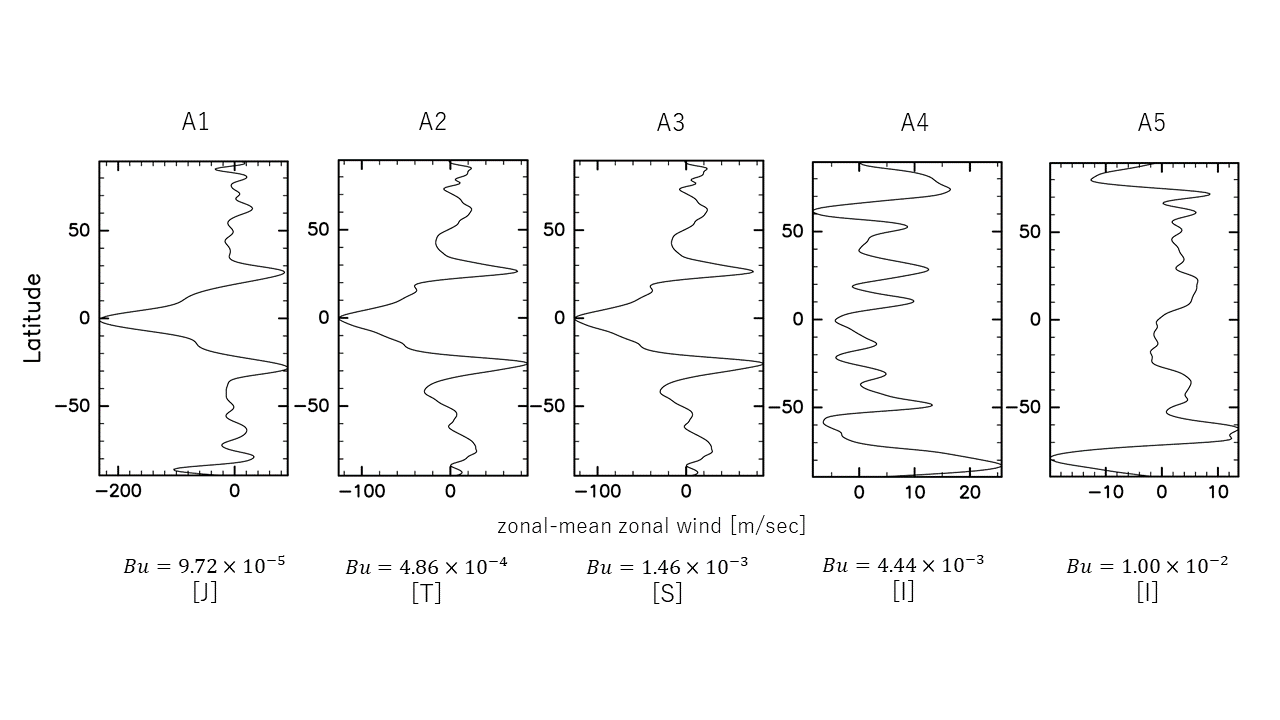 A1 A2 A3 A4 A5
50 50 50 50 50
0 0 0 0 0
−50 −50 −50 −50 −50
Latitude
−200 0 −100 0 −100 0 0 10 20 −10 0 10
zonal-mean zonal wind [m/sec]
Bu = 9.72 × 10⁻⁵ Bu = 4.86 × 10⁻⁴ Bu = 1.46 × 10⁻³ Bu = 4.44 × 10⁻³ Bu = 1.00 × 10⁻²
[J] [T] [S] [I] [I]